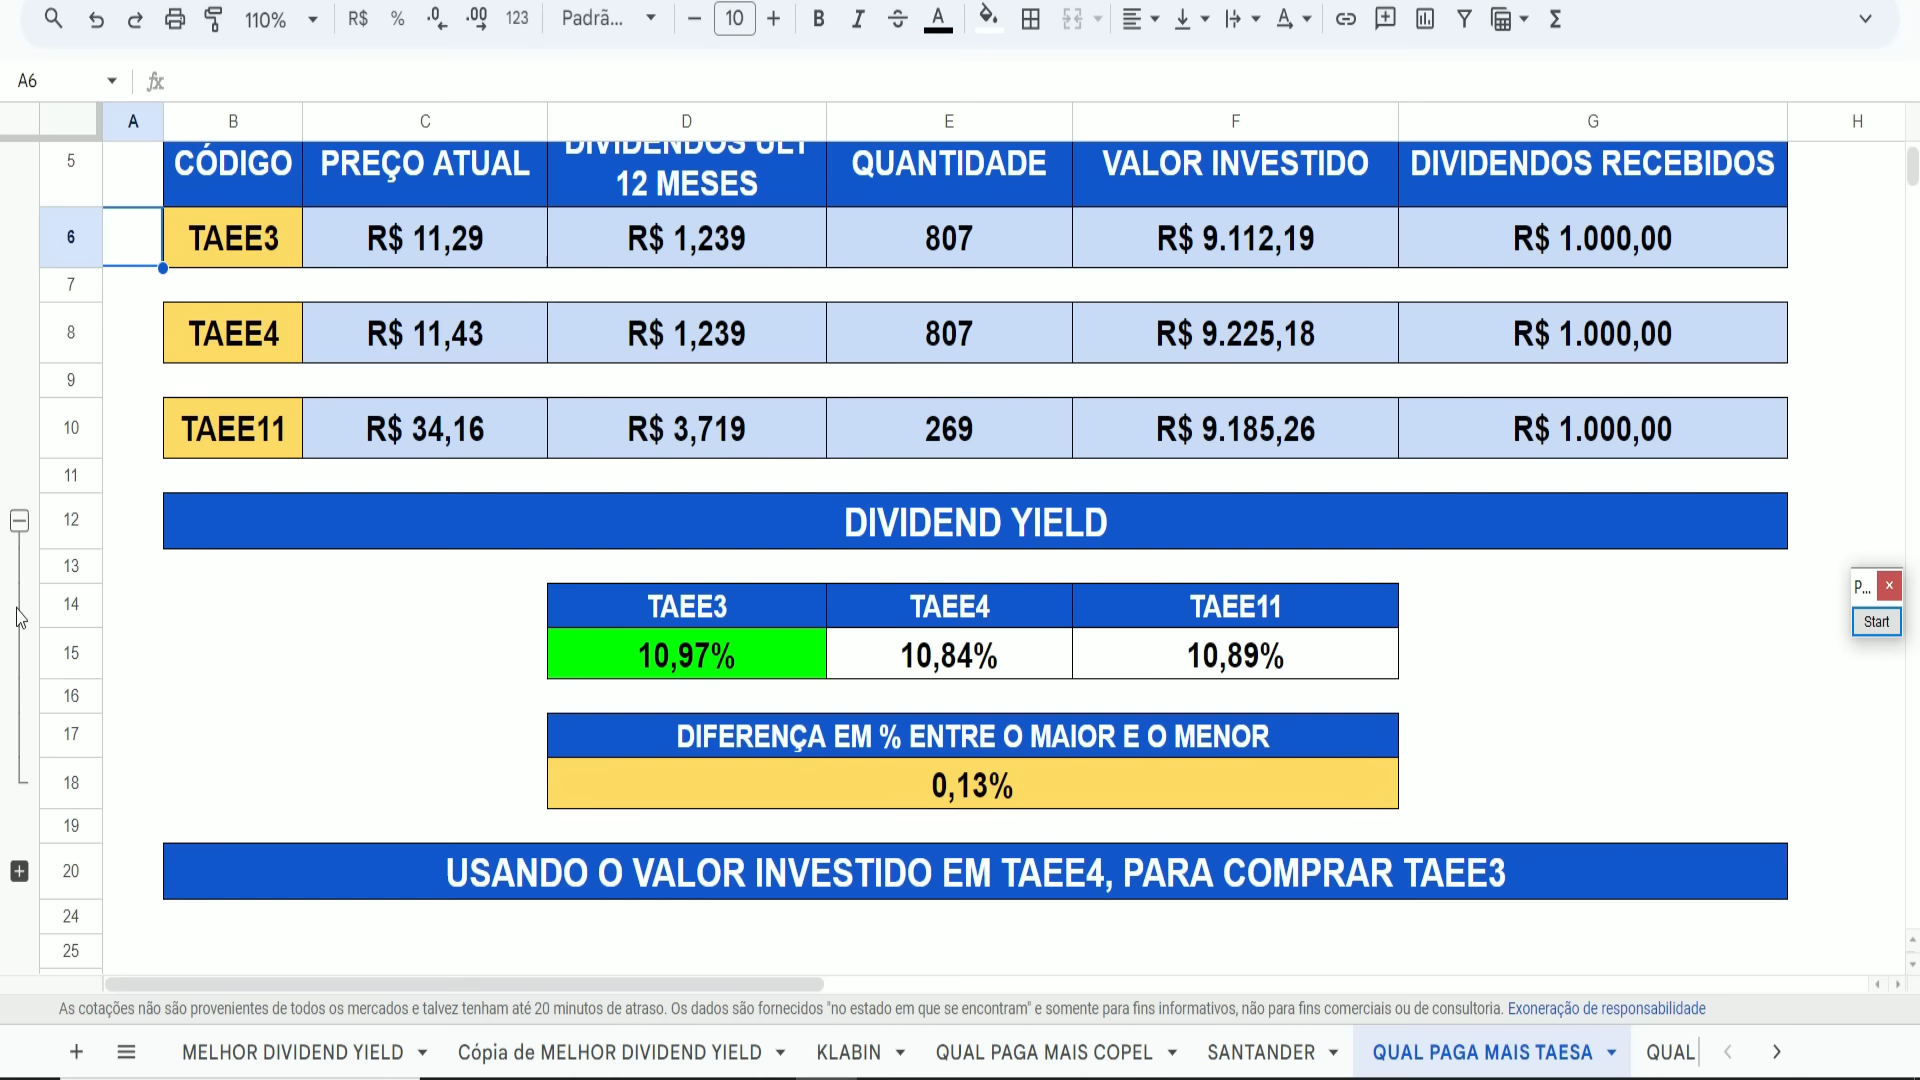 110%
R$
%
.0
.00
123
Padrã...
10
A6
A B C D E F G H
5
CÓDIGO
PREÇO ATUAL
DIVIDENDOS ULT
12 MESES
QUANTIDADE
VALOR INVESTIDO
DIVIDENDOS RECEBIDOS
6 TAEE3 R$ 11,29 R$ 1,239 807 R$ 9.112,19 R$ 1.000,00
7
8 TAEE4 R$ 11,43 R$ 1,239 807 R$ 9.225,18 R$ 1.000,00
9
10 TAEE11 R$ 34,16 R$ 3,719 269 R$ 9.185,26 R$ 1.000,00
11
12 DIVIDEND YIELD
13
P...
14 TAEE3 TAEE4 TAEE11
Start
15 10,97% 10,84% 10,89%
16
17 DIFERENÇA EM % ENTRE O MAIOR E O MENOR
18 0,13%
19
20 USANDO O VALOR INVESTIDO EM TAEE4, PARA COMPRAR TAEE3
24
25
As cotações não são provenientes de todos os mercados e talvez tenham até 20 minutos de atraso. Os dados são fornecidos "no estado em que se encontram" e somente para fins informativos, não para fins comerciais ou de consultoria. Exoneração de responsabilidade
MELHOR DIVIDEND YIELD Cópia de MELHOR DIVIDEND YIELD KLABIN QUAL PAGA MAIS COPEL SANTANDER QUAL PAGA MAIS TAESA QUAL